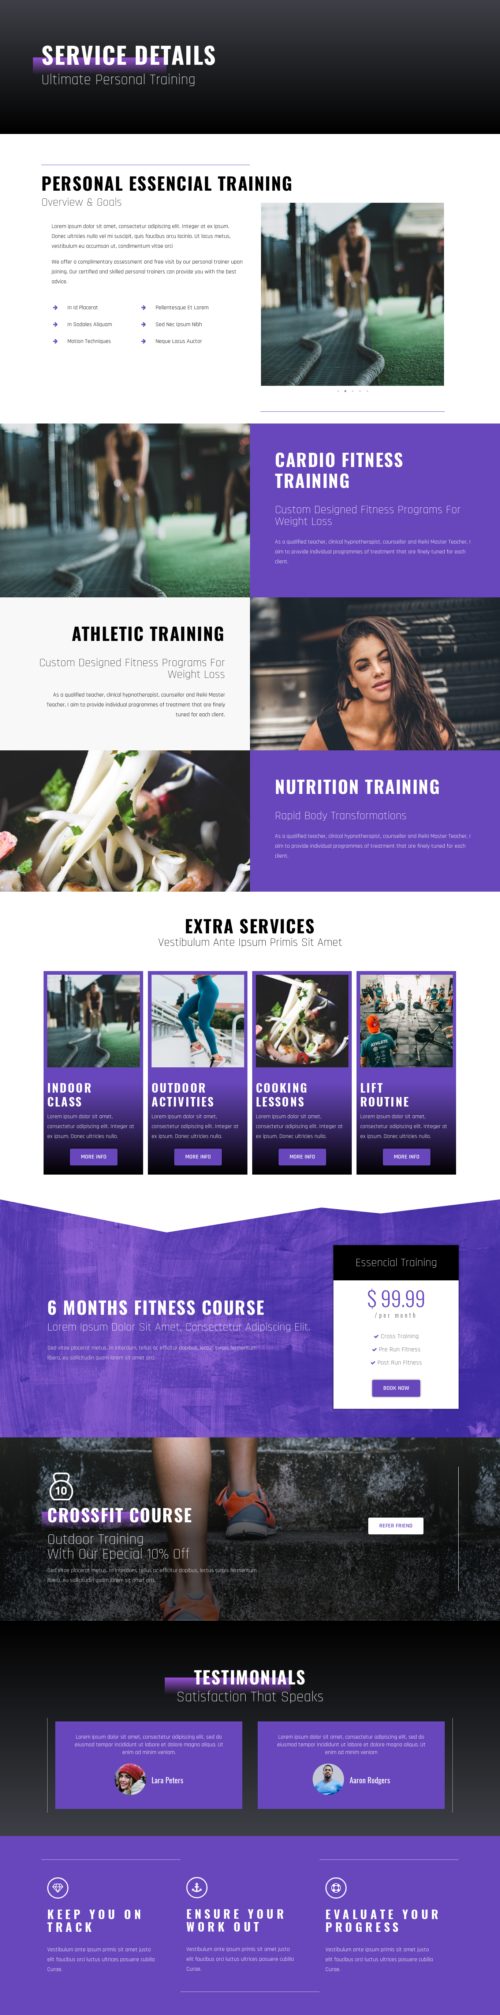 SERVICE DETAILS
Ultimate Personal Training
PERSONAL ESSENCIAL TRAINING
Overview & Goals
Lorem ipsum dolor sit amet, consectetur adipiscing elit. Integer at ex ipsum.
Donec ultricies nulla vel mi suscipit, quis faucibus arcu lacinia. Ut lacus metus,
vestibulum eu accumsan ut, condimentum vitae orci
We offer a complimentary assessment and free visit by our personal trainer upon
joining. Our certified and skilled personal trainers can provide you with the best
advice.
In Id Placerat
Pellentesque Et Lorem
In Sodales Aliquam
Sed Nec Ipsum Nibh
Motion Techniques
Neque Lacus Auctor
CARDIO FITNESS
TRAINING
Custom Designed Fitness Programs For
Weight Loss
As a qualified teacher, clinical hypnotherapist, counsellor and Reiki Master Teacher, I
aim to provide individual programmes of treatment that are finely tuned for each
client.
ATHLETIC TRAINING
Custom Designed Fitness Programs For
Weight Loss
As a qualified teacher, clinical hypnotherapist, counsellor and Reiki Master
Teacher, I aim to provide individual programmes of treatment that are finely
tuned for each client.
NUTRITION TRAINING
Rapid Body Transformations
As a qualified teacher, clinical hypnotherapist, counsellor and Reiki Master Teacher, I
aim to provide individual programmes of treatment that are finely tuned for each
client.
EXTRA SERVICES
Vestibulum Ante Ipsum Primis Sit Amet
INDOOR
CLASS
Lorem ipsum dolor sit amet,
consectetur adipiscing elit. Integer at
ex ipsum. Donec ultricies nulla.
MORE INFO
OUTDOOR
ACTIVITIES
Lorem ipsum dolor sit amet,
consectetur adipiscing elit. Integer at
ex ipsum. Donec ultricies nulla.
MORE INFO
COOKING
LESSONS
Lorem ipsum dolor sit amet,
consectetur adipiscing elit. Integer at
ex ipsum. Donec ultricies nulla.
MORE INFO
LIFT
ROUTINE
Lorem ipsum dolor sit amet,
consectetur adipiscing elit. Integer at
ex ipsum. Donec ultricies nulla.
MORE INFO
6 MONTHS FITNESS COURSE
Lorem Ipsum Dolor Sit Amet, Consectetur Adipiscing Elit.
Sed vitae placerat metus. In interdum, tellus ac efficitur dapibus, lectus turpis fermentum
libero, eu sollicitudin quam lorem sit amet orci.
Essencial Training
$ 99.99
/per month
Cross Training
Pre Run Fitness
Post Run Fitness
BOOK NOW
10
CROSSFIT COURSE
Outdoor Training
With Our Epecial 10% Off
Sed vitae placerat metus. In interdum, tellus ac efficitur dapibus, lectus turpis fermentum
libero, eu sollicitudin quam lorem sit amet orci.
REFER FRIEND
TESTIMONIALS
Satisfaction That Speaks
Lorem ipsum dolor sit amet, consectetur adipiscing elit, sed do
eiusmod tempor incididunt ut labore et dolore magna aliqua. Ut
enim ad minim veniam
Lara Peters
Lorem ipsum dolor sit amet, consectetur adipiscing elit, sed do
eiusmod tempor incididunt ut labore et dolore magna aliqua. Ut
enim ad minim veniam
Aaron Rodgers
KEEP YOU ON
TRACK
Vestibulum ante ipsum primis sit amet justo
elit faucibus orci luctus ultrices posuere cubilia
Curae.
ENSURE YOUR
WORK OUT
Vestibulum ante ipsum primis sit amet justo
elit faucibus orci luctus ultrices posuere cubilia
Curae.
EVALUATE YOUR
PROGRESS
Vestibulum ante ipsum primis sit amet justo
elit faucibus orci luctus ultrices posuere cubilia
Curae.